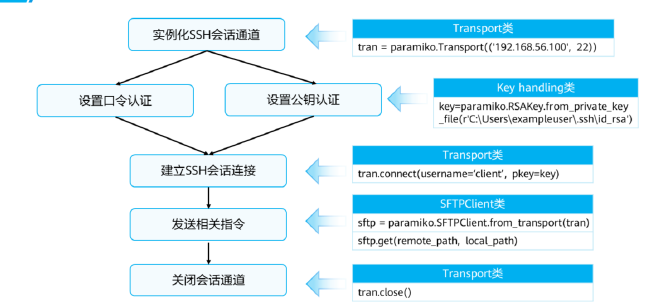 实例化SSH会话通道
Transport类
tran = paramiko.Transport(('192.168.56.100', 22))
设置口令认证
设置公钥认证
Key handling类
key=paramiko.RSAKey.from_private_key
_file(r'C:\Users\exampleuser\.ssh\id_rsa')
建立SSH会话连接
Transport类
tran.connect(username='client', pkey=key)
发送相关指令
SFTPClient类
sftp = paramiko.SFTPClient.from_transport(tran)
sftp.get(remote_path, local_path)
关闭会话通道
Transport类
tran.close()